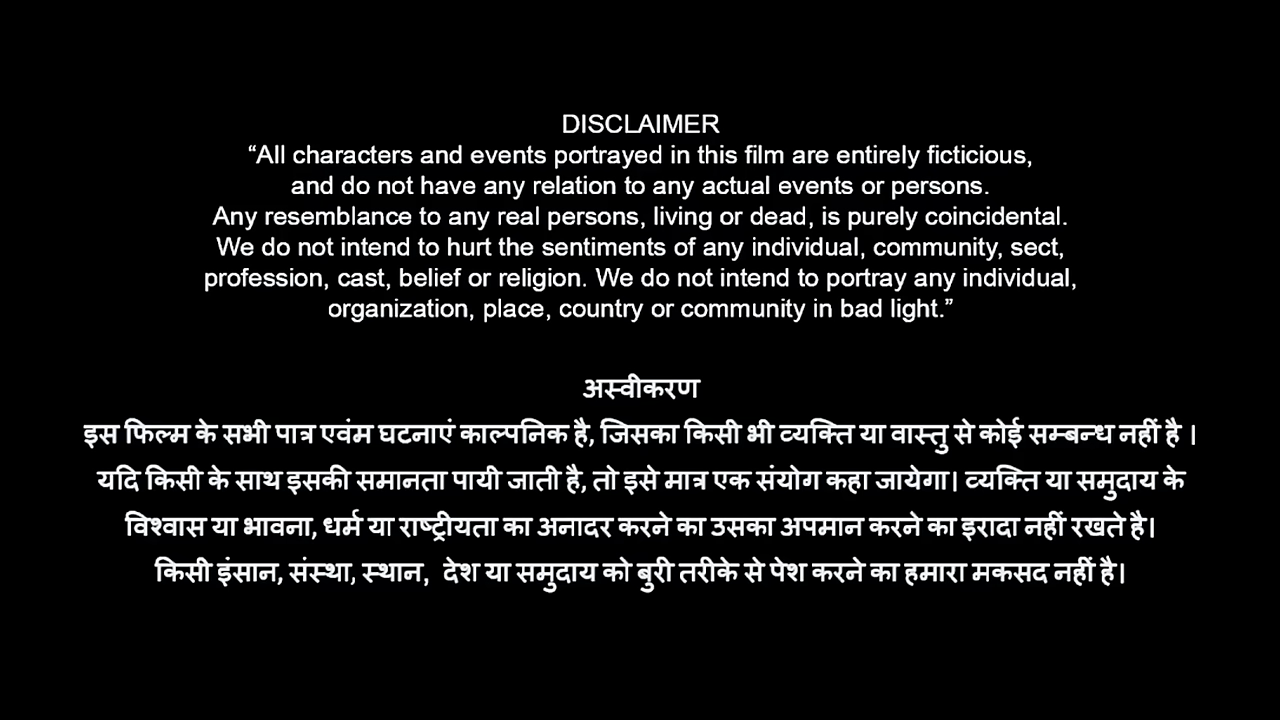 DISCLAIMER
“All characters and events portrayed in this film are entirely ficticious,
and do not have any relation to any actual events or persons.
Any resemblance to any real persons, living or dead, is purely coincidental.
We do not intend to hurt the sentiments of any individual, community, sect,
profession, cast, belief or religion. We do not intend to portray any individual,
organization, place, country or community in bad light.”
अस्वीकरण
इस फिल्म के सभी पात्र एवंम घटनाएं काल्पनिक है, जिसका किसी भी व्यक्ति या वास्तु से कोई सम्बन्ध नहीं है ।
यदि किसी के साथ इसकी समानता पायी जाती है, तो इसे मात्र एक संयोग कहा जायेगा। व्यक्ति या समुदाय के
विश्वास या भावना, धर्म या राष्ट्रीयता का अनादर करने का उसका अपमान करने का इरादा नहीं रखते है।
किसी इंसान, संस्था, स्थान, देश या समुदाय को बुरी तरीके से पेश करने का हमारा मकसद नहीं है।